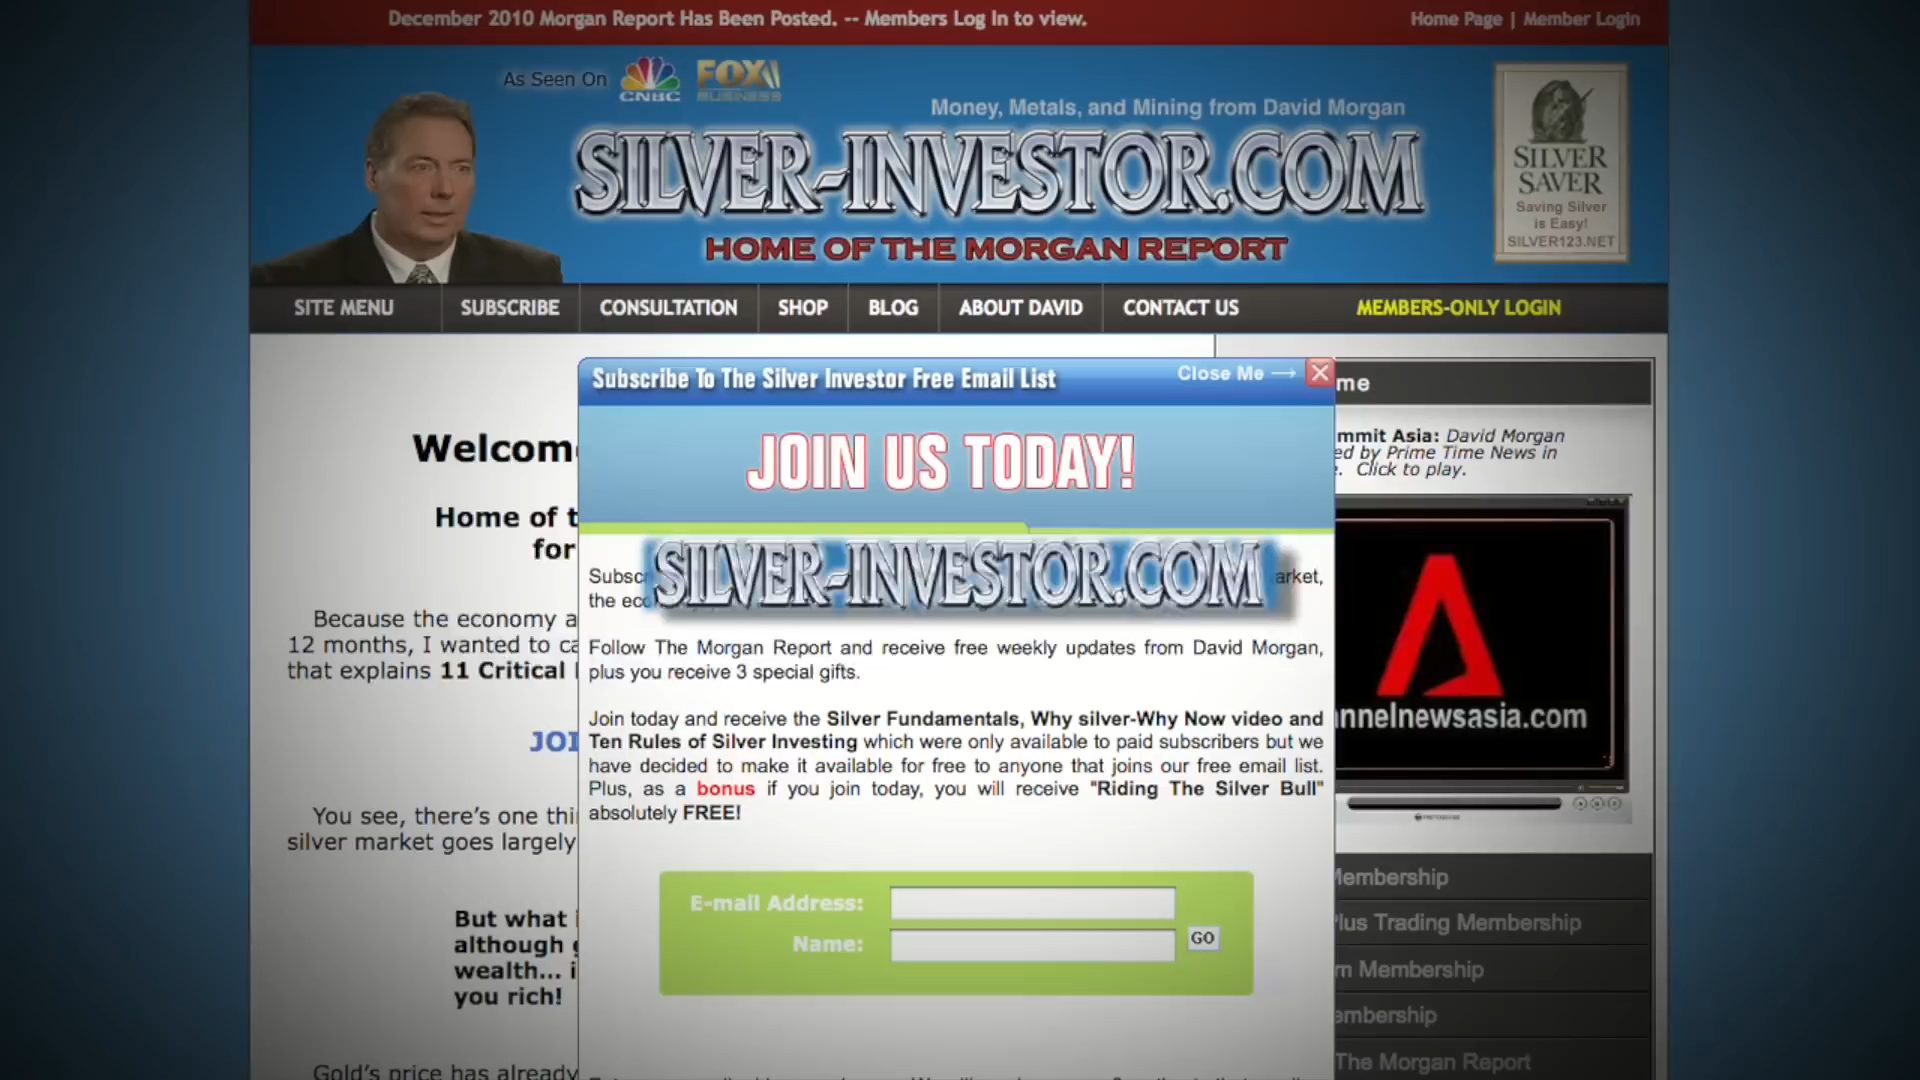 December 2010 Morgan Report Has Been Posted. -- Members Log In to view.
Home Page | Member Login
As Seen On
CNBC
FOX
BUSINESS
Money, Metals, and Mining from David Morgan
SILVER-INVESTOR.COM
HOME OF THE MORGAN REPORT
SILVER
SAVER
Saving Silver
is Easy!
SILVER123.NET
SITE MENU
SUBSCRIBE
CONSULTATION
SHOP
BLOG
ABOUT DAVID
CONTACT US
MEMBERS-ONLY LOGIN
Welcom
Home of t
for
Because the economy a
12 months, I wanted to ca
that explains 11 Critical
JOI
You see, there's one thi
silver market goes largely
But what i
although g
wealth... i
you rich!
Gold's price has already
Subscribe To The Silver Investor Free Email List
Close Me →
JOIN US TODAY!
SILVER-INVESTOR.COM
Subsc arket,
the ec
Follow The Morgan Report and receive free weekly updates from David Morgan,
plus you receive 3 special gifts.
Join today and receive the Silver Fundamentals, Why silver-Why Now video and
Ten Rules of Silver Investing which were only available to paid subscribers but we
have decided to make it available for free to anyone that joins our free email list.
Plus, as a bonus if you join today, you will receive "Riding The Silver Bull"
absolutely FREE!
E-mail Address:
Name:
GO
me
mmit Asia: David Morgan
ed by Prime Time News in
. Click to play.
nnelnewsasia.com
Membership
lus Trading Membership
m Membership
embership
The Morgan Report